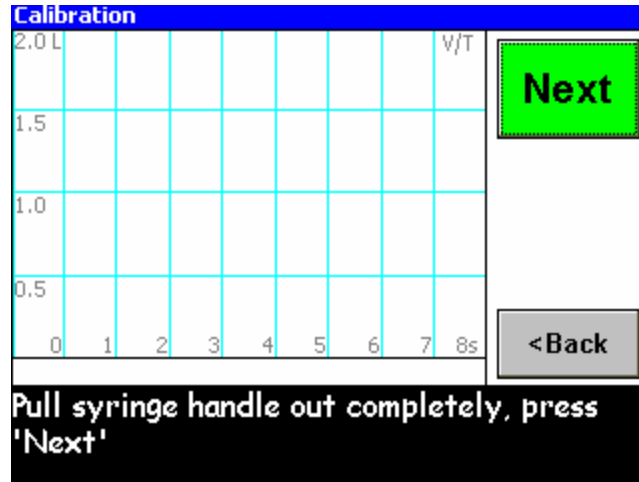 Calibration
2.0 L V/T
Next
1.5
1.0
0.5
0 1 2 3 4 5 6 7 8s
<Back
Pull syringe handle out completely, press
'Next'